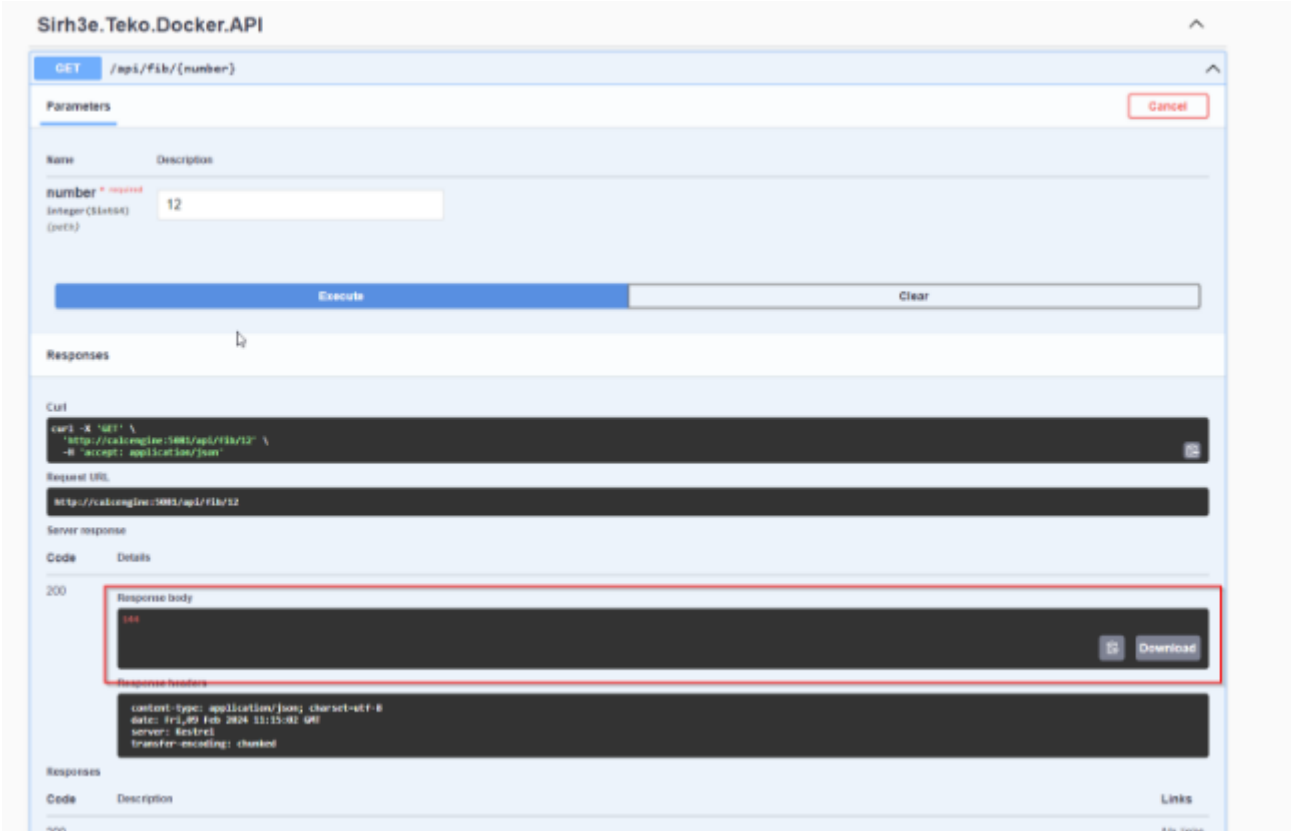 Sirh3e.Teko.Docker.API
GET /api/fib/{number}
Parameters
Cancel
Name Description
number * required
12
integer($int64)
(path)
Execute Clear
Responses
Curl
curl -X 'GET' \
'http://calcengine:5001/api/fib/12' \
-H 'accept: application/json'
Request URL
http://calcengine:5001/api/fib/12
Server response
Code Details
200
Response body
144
Download
Response headers
content-type: application/json; charset=utf-8
date: Fri,09 Feb 2024 11:15:02 GMT
server: Kestrel
transfer-encoding: chunked
Responses
Code Description Links
200